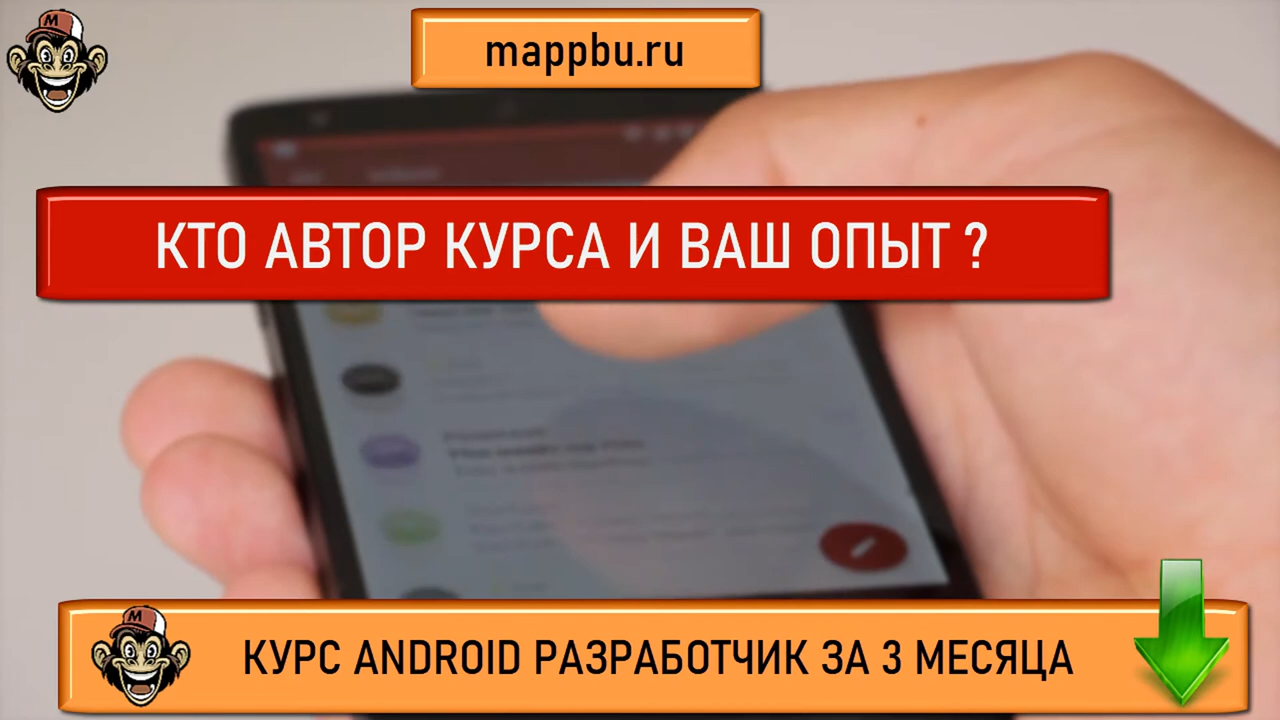 M
mappbu.ru
КТО АВТОР КУРСА И ВАШ ОПЫТ ?
M
КУРС ANDROID РАЗРАБОТЧИК ЗА 3 МЕСЯЦА